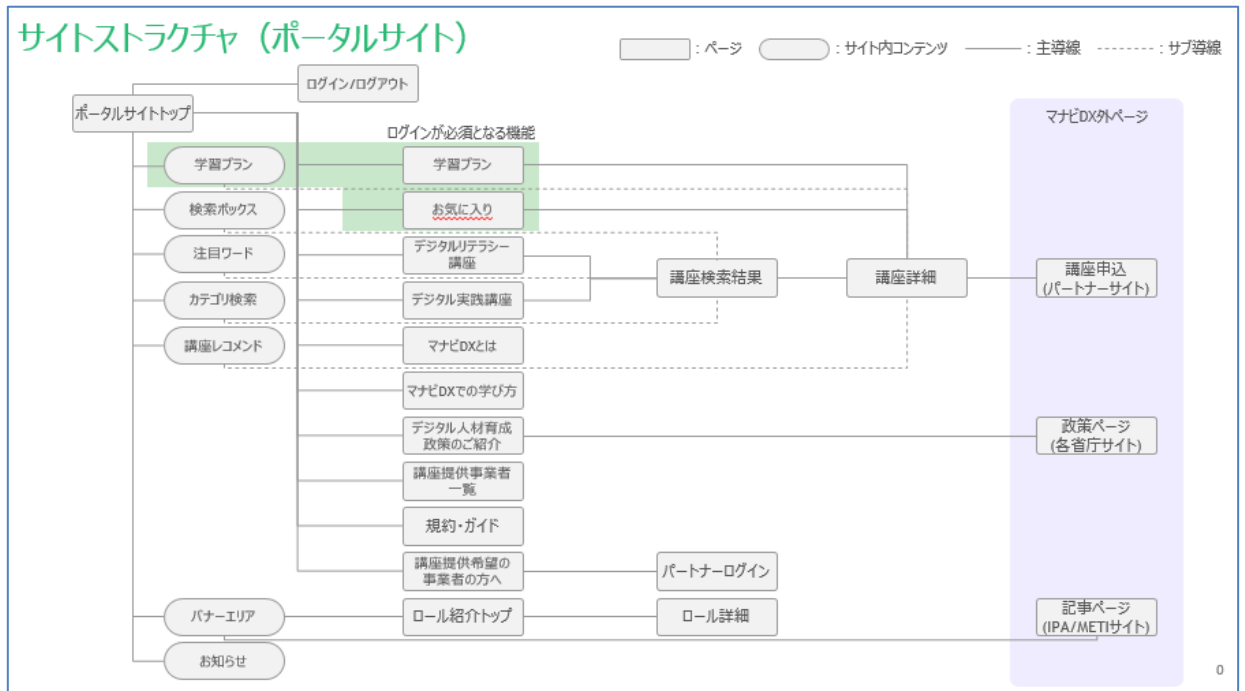 サイトストラクチャ（ポータルサイト）
：ページ
：サイト内コンテンツ
：主導線
：サブ導線
ログイン/ログアウト
ポータルサイトトップ
マナビDX外ページ
ログインが必須となる機能
学習プラン
学習プラン
検索ボックス
お気に入り
注目ワード
デジタルリテラシー
講座
講座検索結果
講座詳細
講座申込
(パートナーサイト)
カテゴリ検索
デジタル実践講座
講座レコメンド
マナビDXとは
マナビDXでの学び方
デジタル人材育成
政策のご紹介
政策ページ
(各省庁サイト)
講座提供事業者
一覧
規約・ガイド
講座提供希望の
事業者の方へ
パートナーログイン
バナーエリア
ロール紹介トップ
ロール詳細
記事ページ
(IPA/METIサイト)
お知らせ
0